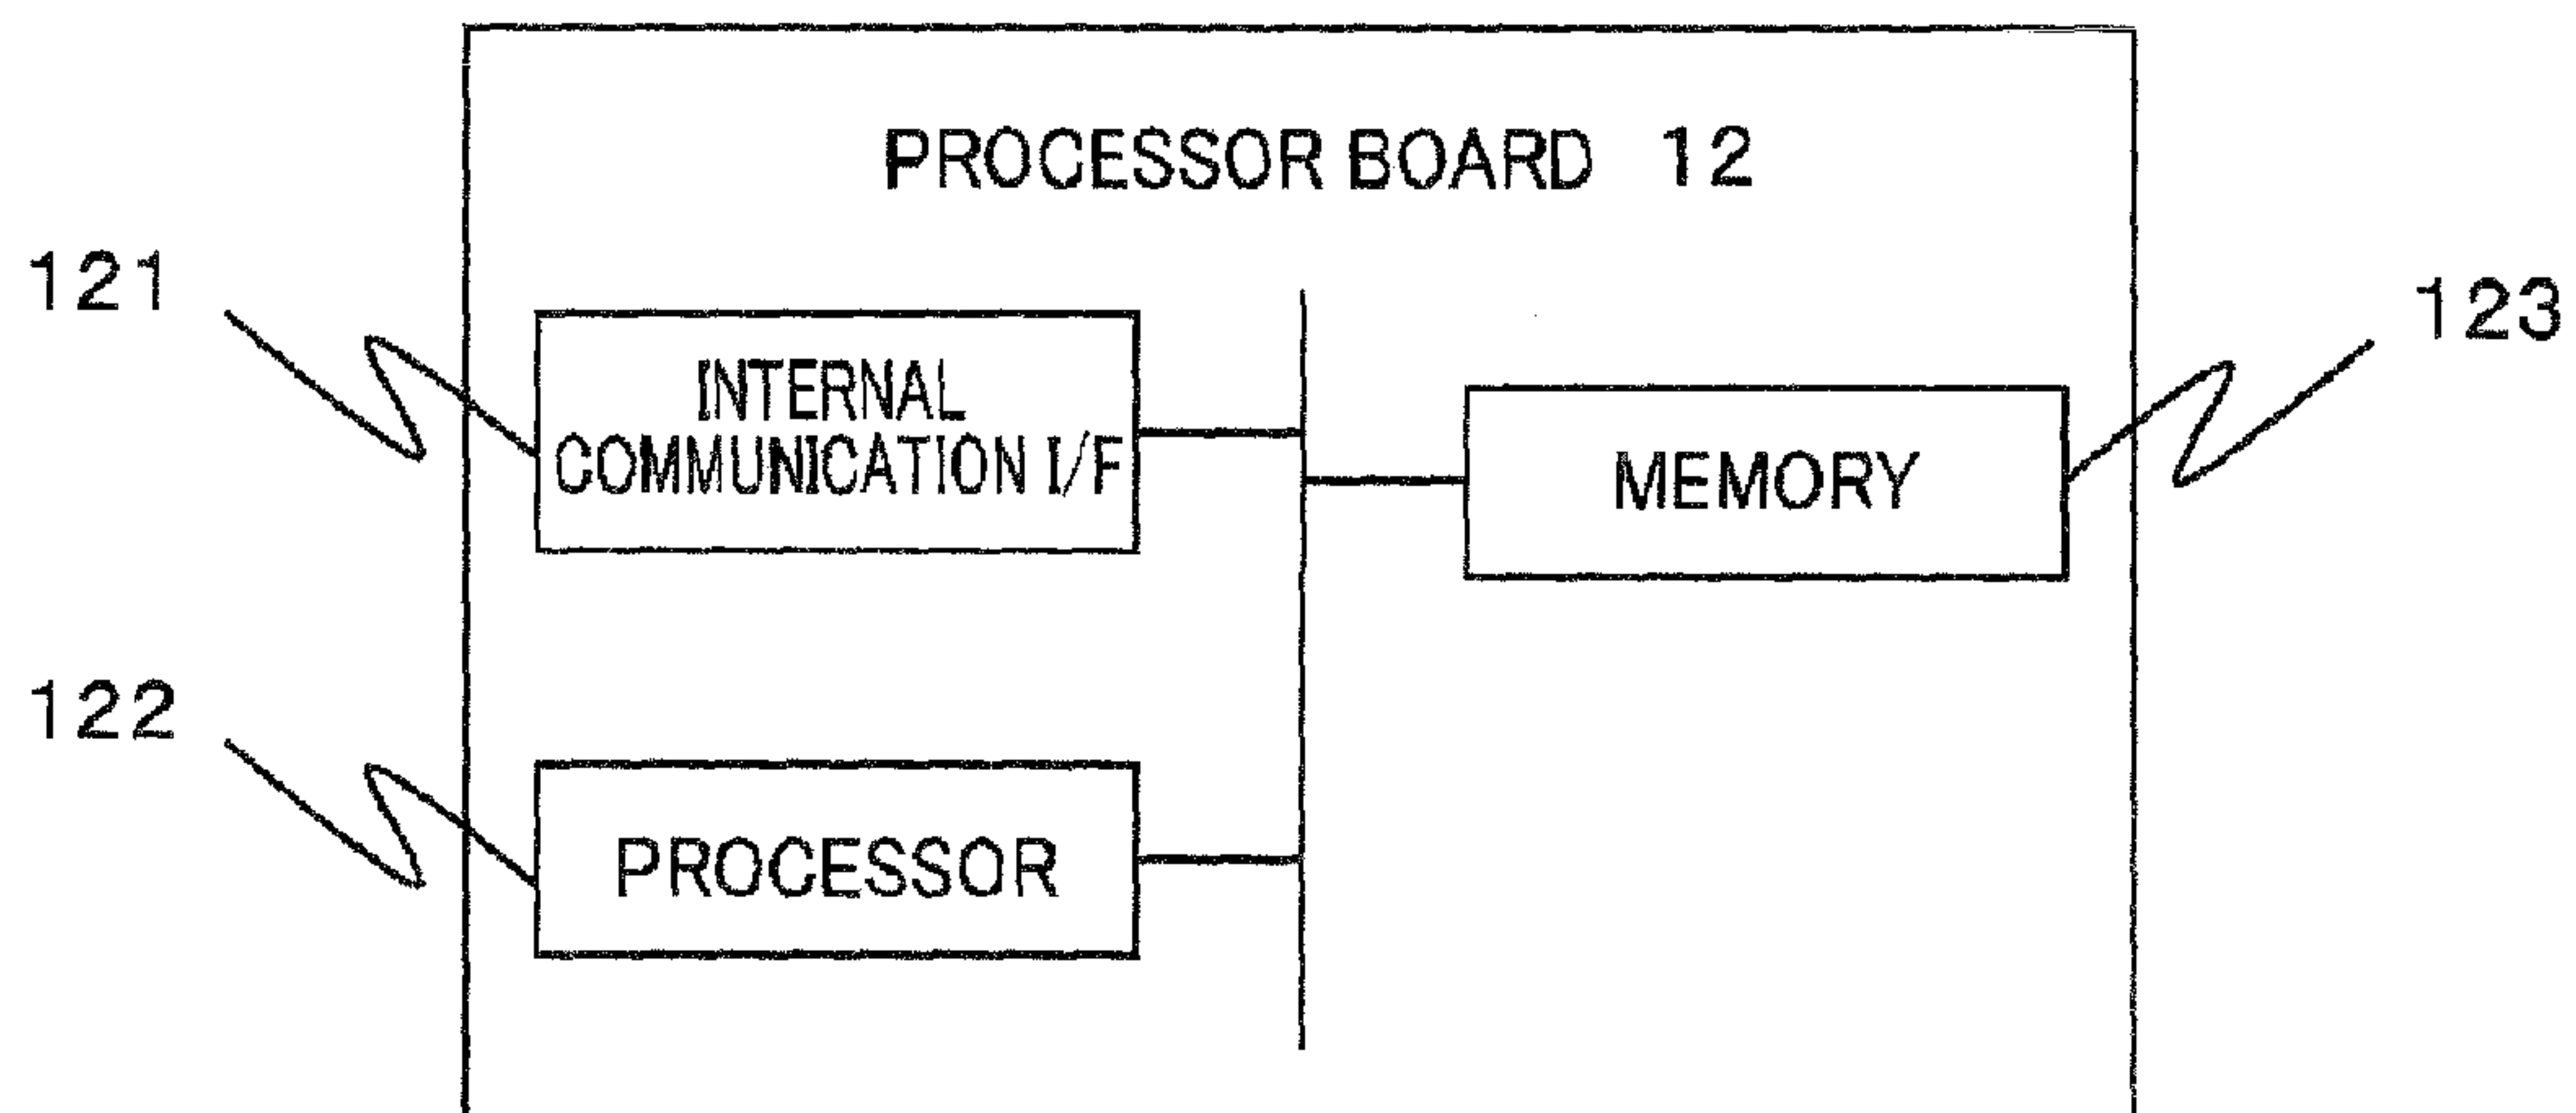 PROCESSOR BOARD 12
121
INTERNAL
COMMUNICATION I/F
123
MEMORY
122
PROCESSOR